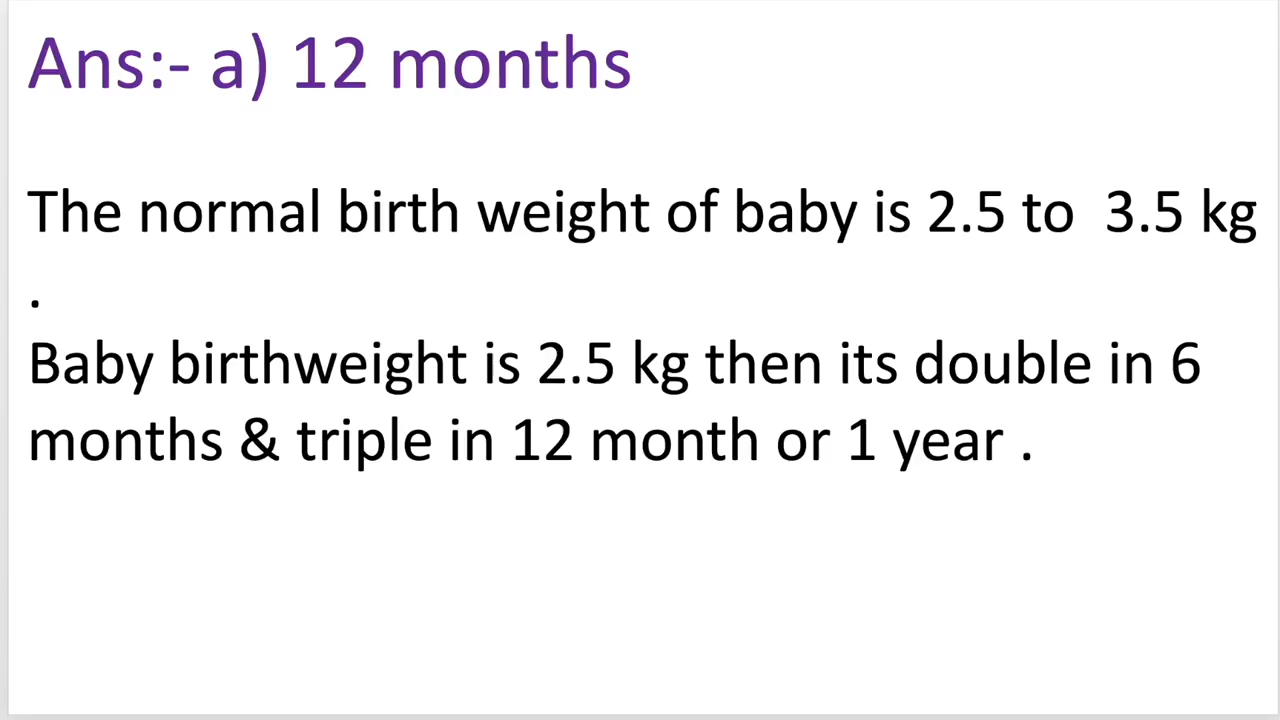 Ans:- a) 12 months
The normal birth weight of baby is 2.5 to  3.5 kg
.
Baby birthweight is 2.5 kg then its double in 6
months & triple in 12 month or 1 year .